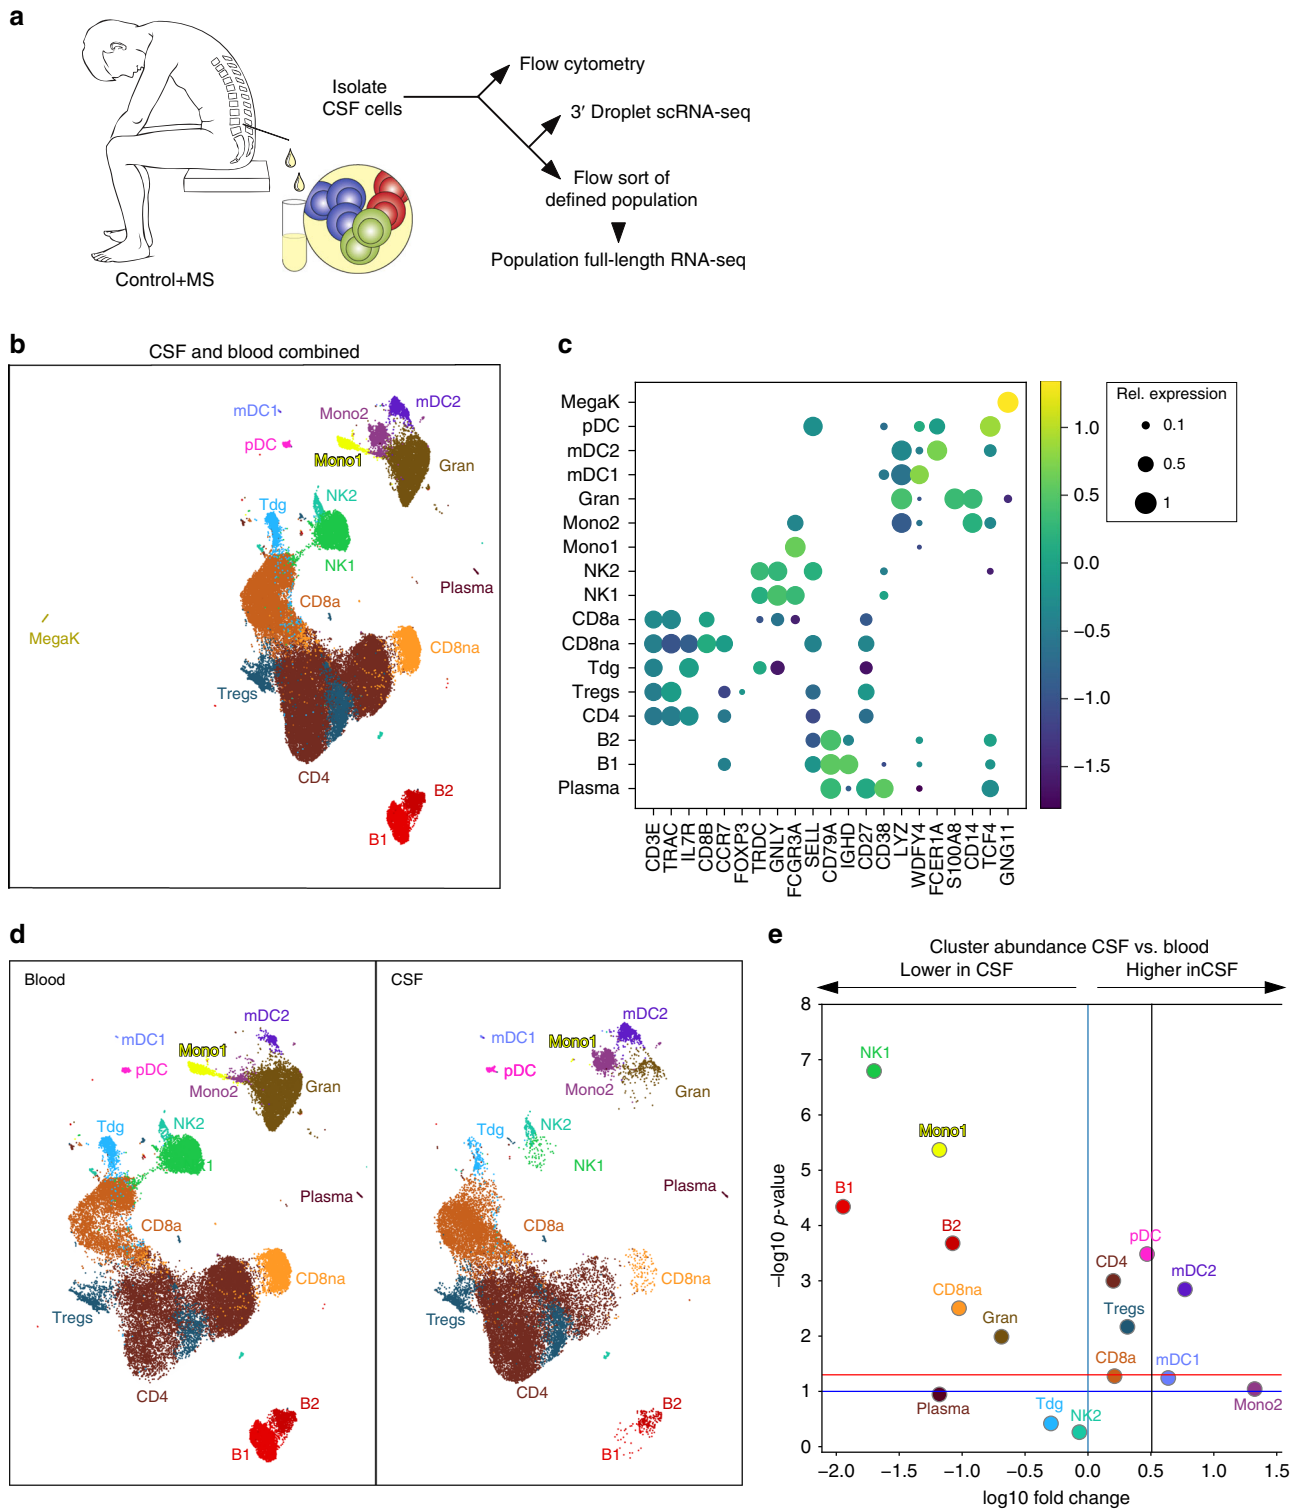 a
Isolate
CSF cells
Flow cytometry
3′ Droplet scRNA-seq
Flow sort of
defined population
Population full-length RNA-seq
Control+MS
b
CSF and blood combined
mDC1
Mono2
mDC2
pDC
Mono1
Gran
NK2
Tdg
NK1
Plasma
CD8a
MegaK
CD8na
Tregs
CD4
B2
B1
c
MegaK
pDC
mDC2
mDC1
Gran
Mono2
Mono1
NK2
NK1
CD8a
CD8na
Tdg
Tregs
CD4
B2
B1
Plasma
CD3E
TRAC
IL7R
CD8B
CCR7
FOXP3
TRDC
GNLY
FCGR3A
SELL
CD79A
IGHD
CD27
CD38
LYZ
WDFY4
FCER1A
S100A8
CD14
TCF4
GNG11
1.0
0.5
0.0
−0.5
−1.0
−1.5
Rel. expression
0.1
0.5
1
d
Blood
mDC2
mDC1
Mono1
pDC
Mono2
Gran
Tdg
NK2
1
Plasma
CD8a
CD8na
Tregs
CD4
B2
B1
CSF
mDC2
mDC1
Mono1
pDC
Mono2
Gran
Tdg
NK2
NK1
Plasma
CD8a
CD8na
Tregs
CD4
B2
B1
e
Cluster abundance CSF vs. blood
Lower in CSF
Higher inCSF
8
7
6
5
4
3
2
1
0
−log10 p-value
NK1
Mono1
B1
B2
pDC
CD4
mDC2
CD8na
Tregs
Gran
CD8a
mDC1
Plasma
Tdg
NK2
Mono2
−2.0
−1.5
−1.0
−0.5
0.0
0.5
1.0
1.5
log10 fold change